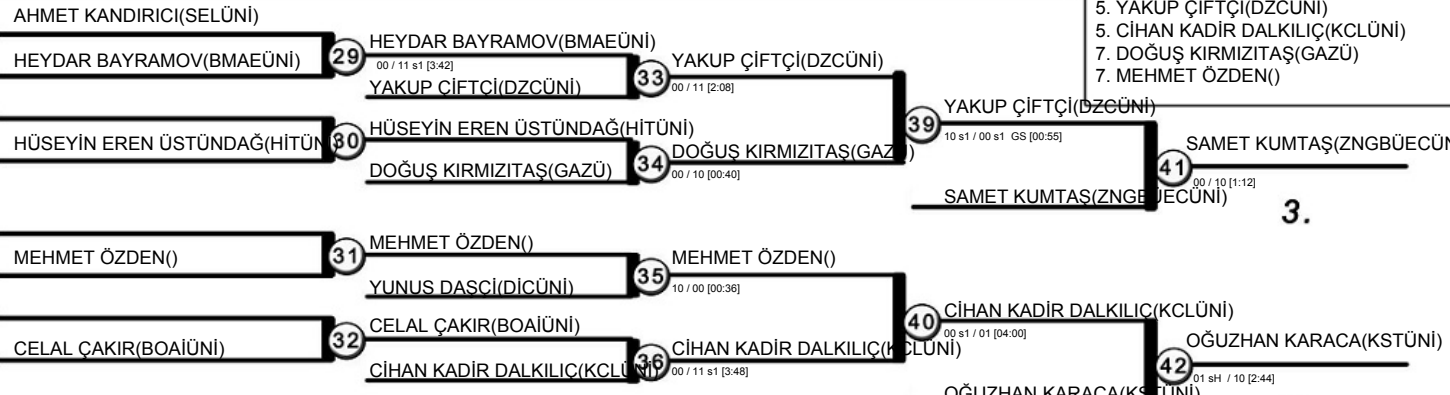 AHMET KANDIRICI(SELÜNİ)
HEYDAR BAYRAMOV(BMAEÜNİ)
29
HÜSEYİN EREN ÜSTÜNDAĞ(HİTÜN
30
MEHMET ÖZDEN()
31
CELAL ÇAKIR(BOAİÜNİ)
32
HEYDAR BAYRAMOV(BMAEÜNİ)
00 / 11 s1 [3:42]
YAKUP ÇİFTÇİ(DZCÜNİ)
33
HÜSEYİN EREN ÜSTÜNDAĞ(HİTÜNİ)
DOĞUŞ KIRMIZITAŞ(GAZÜ)
34
MEHMET ÖZDEN()
YUNUS DAŞÇİ(DİCÜNİ)
35
CELAL ÇAKIR(BOAİÜNİ)
CİHAN KADİR DALKILIÇ(KCLÜNİ)
36
YAKUP ÇİFTÇİ(DZCÜNİ)
00 / 11 [2:08]
DOĞUŞ KIRMIZITAŞ(GAZÜ)
00 / 10 [00:40]
39
MEHMET ÖZDEN()
10 / 00 [00:36]
CİHAN KADİR DALKILIÇ(KCLÜNİ)
00 / 11 s1 [3:48]
40
YAKUP ÇİFTÇİ(DZCÜNİ)
10 s1 / 00 s1 GS [00:55]
SAMET KUMTAŞ(ZNGBÜECÜNİ)
41
CİHAN KADİR DALKILIÇ(KCLÜNİ)
00 s1 / 01 [04:00]
OĞUZHAN KARACA(KSTÜNİ)
42
SAMET KUMTAŞ(ZNGBÜECÜN
00 / 10 [1:12]
3.
OĞUZHAN KARACA(KSTÜNİ)
01 sH / 10 [2:44]
5. YAKUP ÇİFTÇİ(DZCÜNİ)
5. CİHAN KADİR DALKILIÇ(KCLÜNİ)
7. DOĞUŞ KIRMIZITAŞ(GAZÜ)
7. MEHMET ÖZDEN()